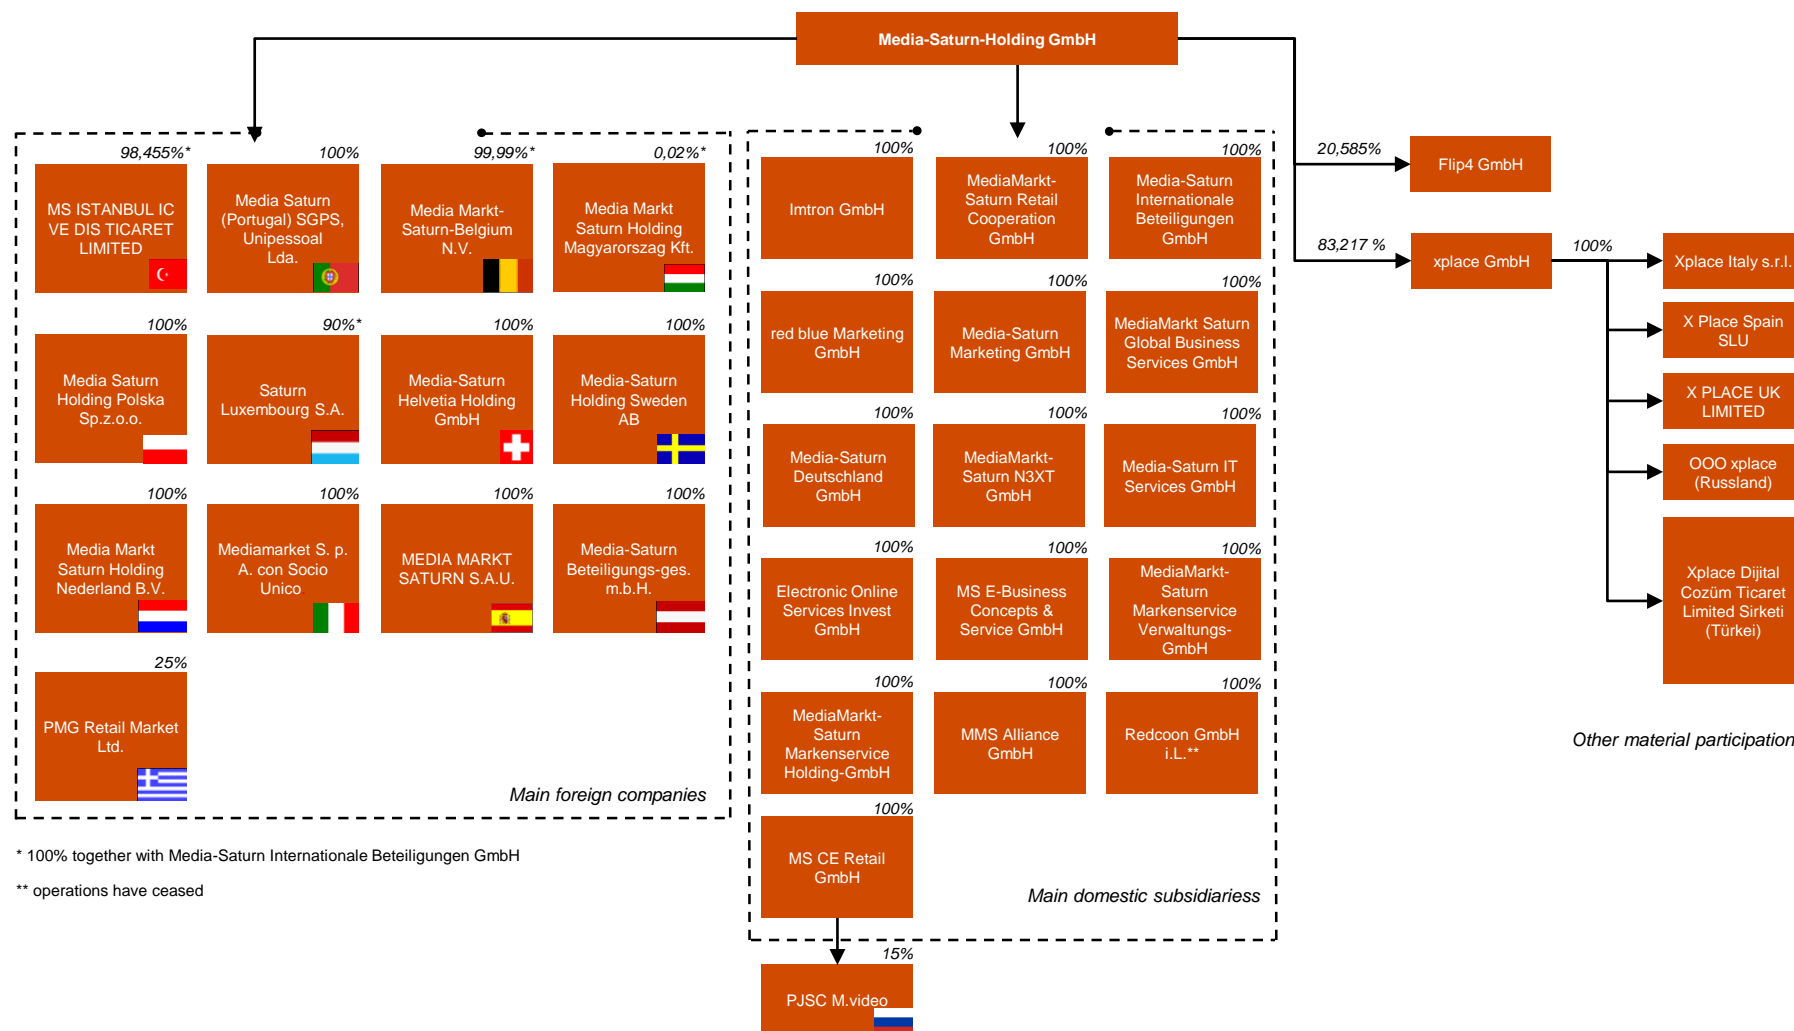 Media-Saturn-Holding GmbH
98,455%*
MS ISTANBUL IC
VE DIS TICARET
LIMITED
100%
Media Saturn
(Portugal) SGPS,
Unipessoal
Lda.
99,99%*
Media Markt-
Saturn-Belgium
N.V.
0,02%*
Media Markt
Saturn Holding
Magyarorszag Kft.
100%
Media Saturn
Holding Polska
Sp.z.o.o.
90%*
Saturn
Luxembourg S.A.
100%
Media-Saturn
Helvetia Holding
GmbH
100%
Media-Saturn
Holding Sweden
AB
100%
Media Markt
Saturn Holding
Nederland B.V.
100%
Mediamarket S. p.
A. con Socio
Unico
100%
MEDIA MARKT
SATURN S.A.U.
100%
Media-Saturn
Beteiligungs-ges.
m.b.H.
25%
PMG Retail Market
Ltd.
Main foreign companies
* 100% together with Media-Saturn Internationale Beteiligungen GmbH
** operations have ceased
100%
Imtron GmbH
100%
MediaMarkt-
Saturn Retail
Cooperation
GmbH
100%
Media-Saturn
Internationale
Beteiligungen
GmbH
100%
red blue Marketing
GmbH
100%
Media-Saturn
Marketing GmbH
100%
MediaMarkt Saturn
Global Business
Services GmbH
100%
Media-Saturn
Deutschland
GmbH
100%
MediaMarkt-
Saturn N3XT
GmbH
100%
Media-Saturn IT
Services GmbH
100%
Electronic Online
Services Invest
GmbH
100%
MS E-Business
Concepts &
Service GmbH
100%
MediaMarkt-
Saturn
Markenservice
Verwaltungs-
GmbH
100%
MediaMarkt-
Saturn
Markenservice
Holding-GmbH
100%
MMS Alliance
GmbH
100%
Redcoon GmbH
i.L.**
100%
MS CE Retail
GmbH
Main domestic subsidiariess
15%
PJSC M.video
20,585%
Flip4 GmbH
83,217 %
xplace GmbH
100%
Xplace Italy s.r.l.
X Place Spain
SLU
X PLACE UK
LIMITED
OOO xplace
(Russland)
Xplace Dijital
Cozüm Ticaret
Limited Sirketi
(Türkei)
Other material participation